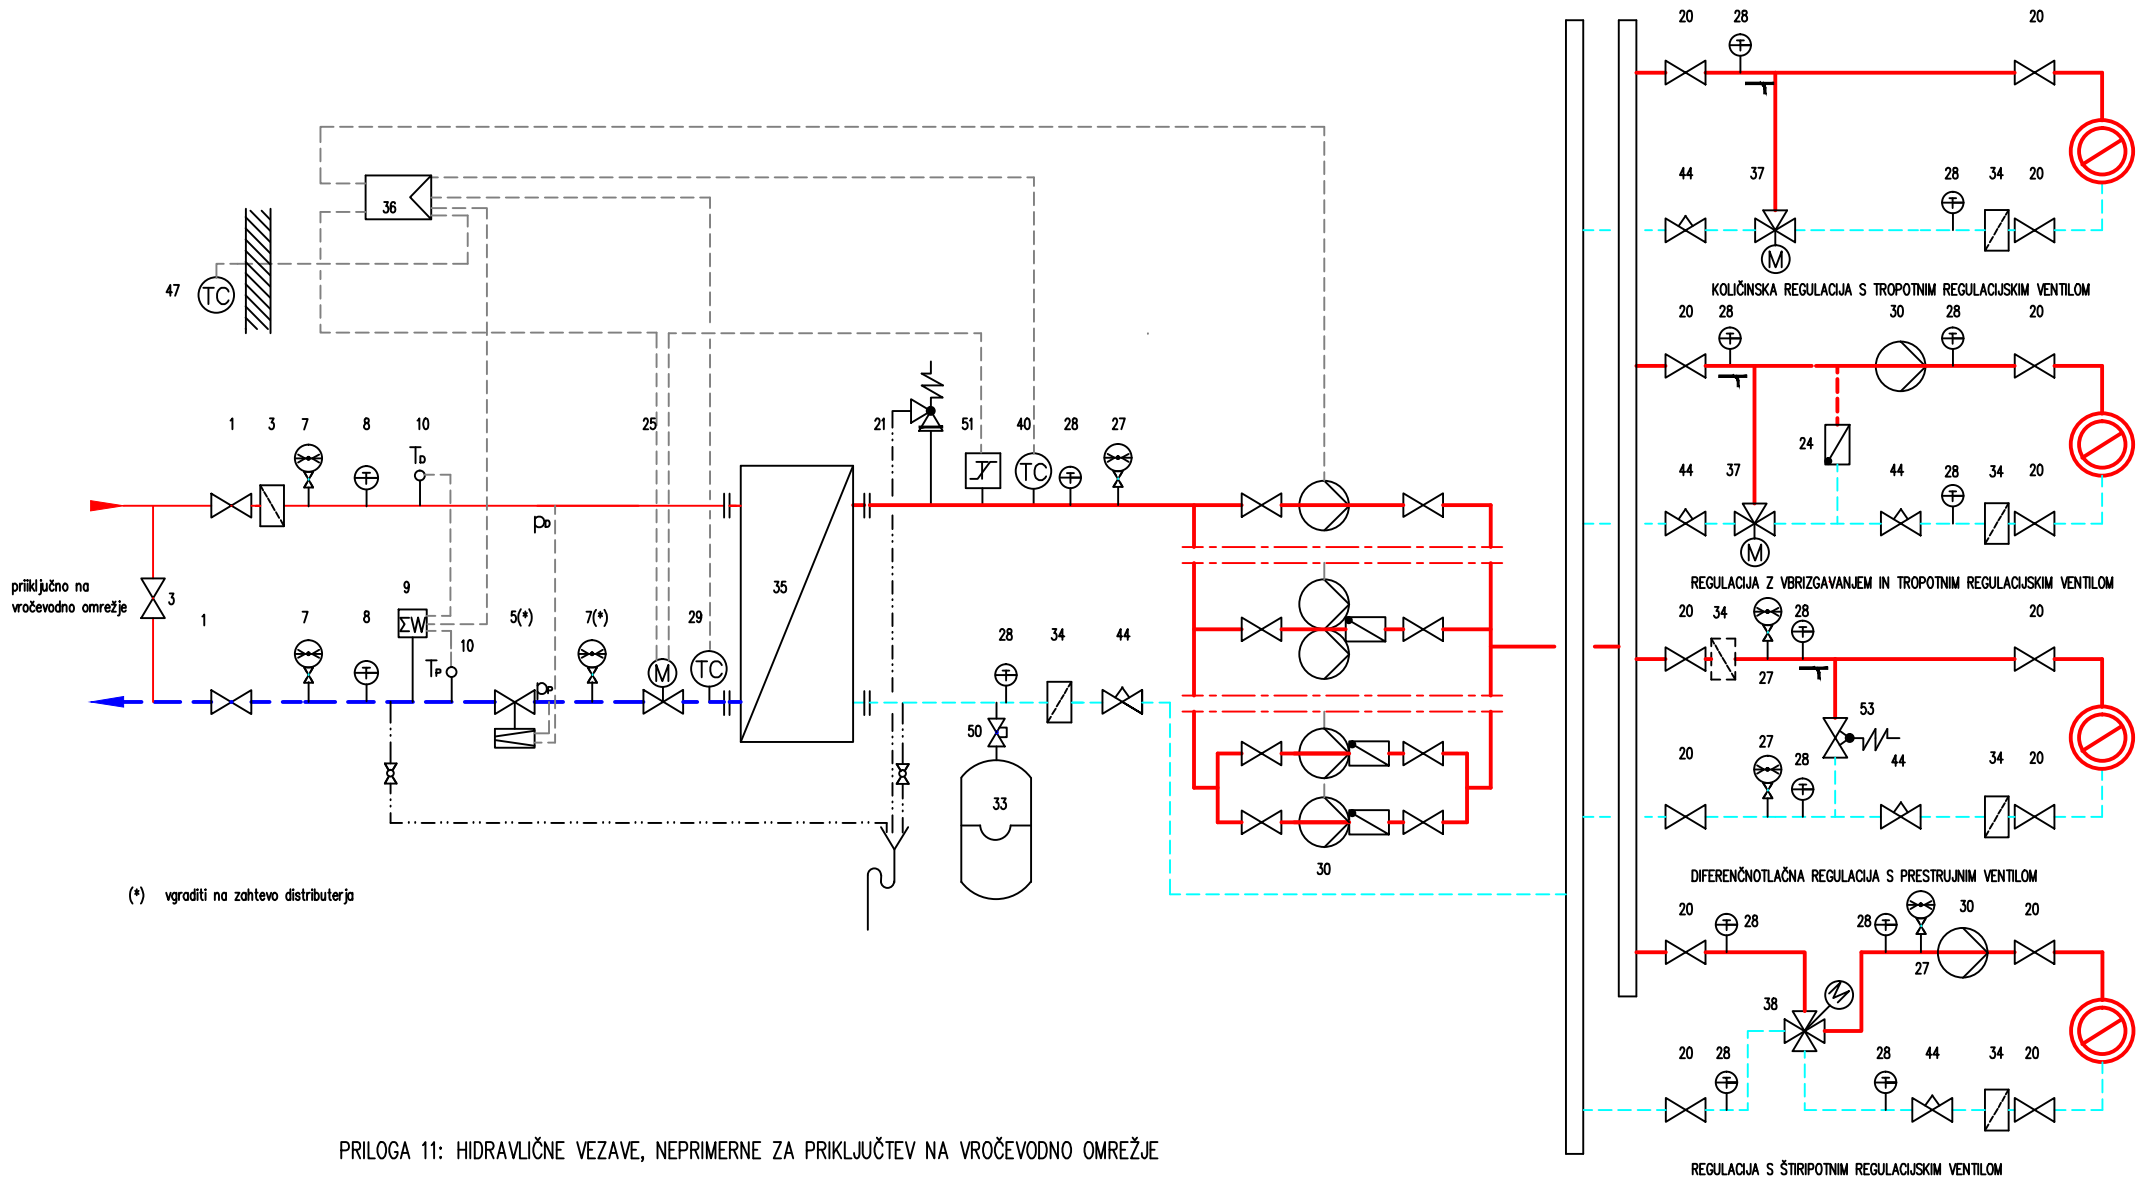 20 28 20
44 37 28 34 20
M
KOLIČINSKA REGULACIJA S TROPOTNIM REGULACIJSKIM VENTILOM
36
47 TC
20 28 30 28 20
24
44 37 44 28 34 20
M
REGULACIJA Z VBRIZGAVANJEM IN TROPOTNIM REGULACIJSKIM VENTILOM
1 3 7 8 10 25 21 51 40 28 27
TD
TC
pD
priiključno na
vročevodno omrežje
3
1 7 8 9 5(*) 7(*) 29
ΣW
10
TP
pP
M
TC
35
28 34 44
50
33
30
20 34 28 20
27
53
20 27 28 44 34 20
DIFERENČNOTLAČNA REGULACIJA S PRESTRUJNIM VENTILOM
(*) vgraditi na zahtevo distributerja
20 28 28 30 20
27
38
M
20 28 28 44 34 20
PRILOGA 11: HIDRAVLIČNE VEZAVE, NEPRIMERNE ZA PRIKLJUČTEV NA VROČEVODNO OMREŽJE
REGULACIJA S ŠTIRIPOTNIM REGULACIJSKIM VENTILOM